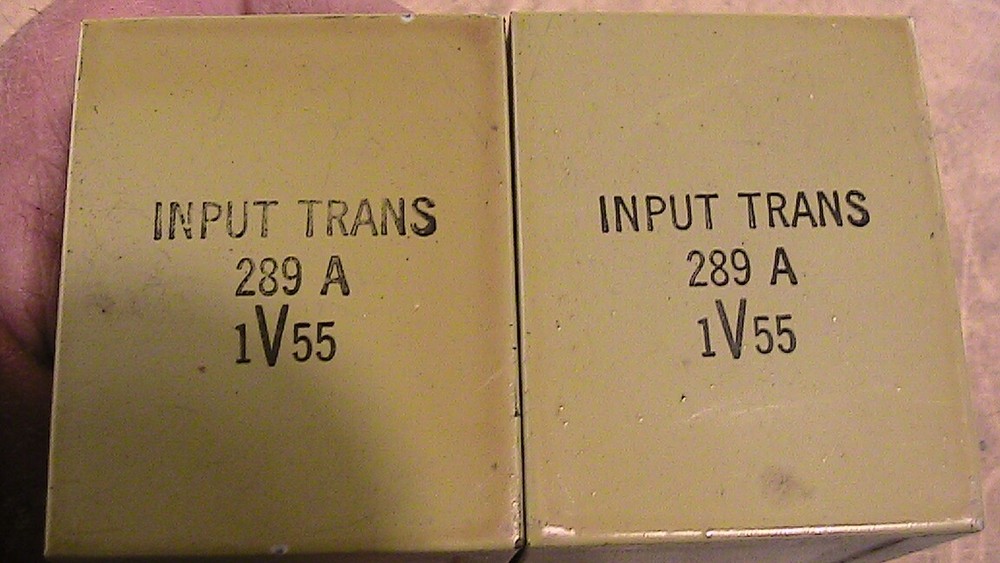 INPUT TRANS
289 A
1V55
INPUT TRANS
289 A
1V55